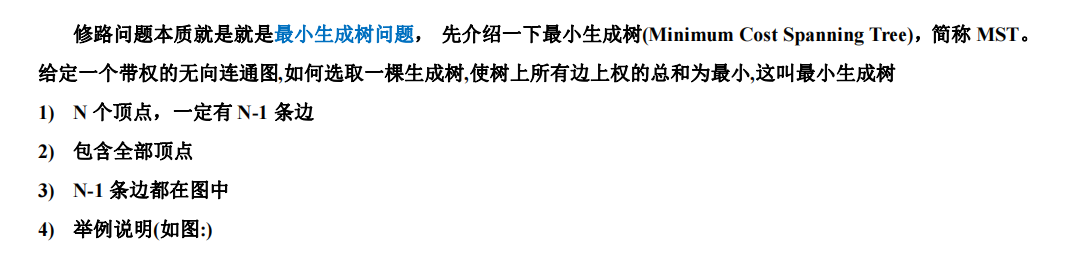 修路问题本质就是就是最小生成树问题， 先介绍一下最小生成树(Minimum Cost Spanning Tree)，简称 MST。
给定一个带权的无向连通图,如何选取一棵生成树,使树上所有边上权的总和为最小,这叫最小生成树
1) N 个顶点，一定有 N-1 条边
2) 包含全部顶点
3) N-1 条边都在图中
4) 举例说明(如图:)